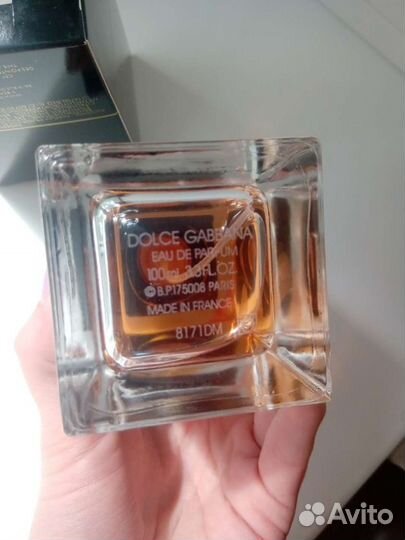 DOLCE GABBANA
EAU DE PARFUM
100ml 3.3FL.OZ.
B.P.175008 PARIS
MADE IN FRANCE
8171DM
Avito